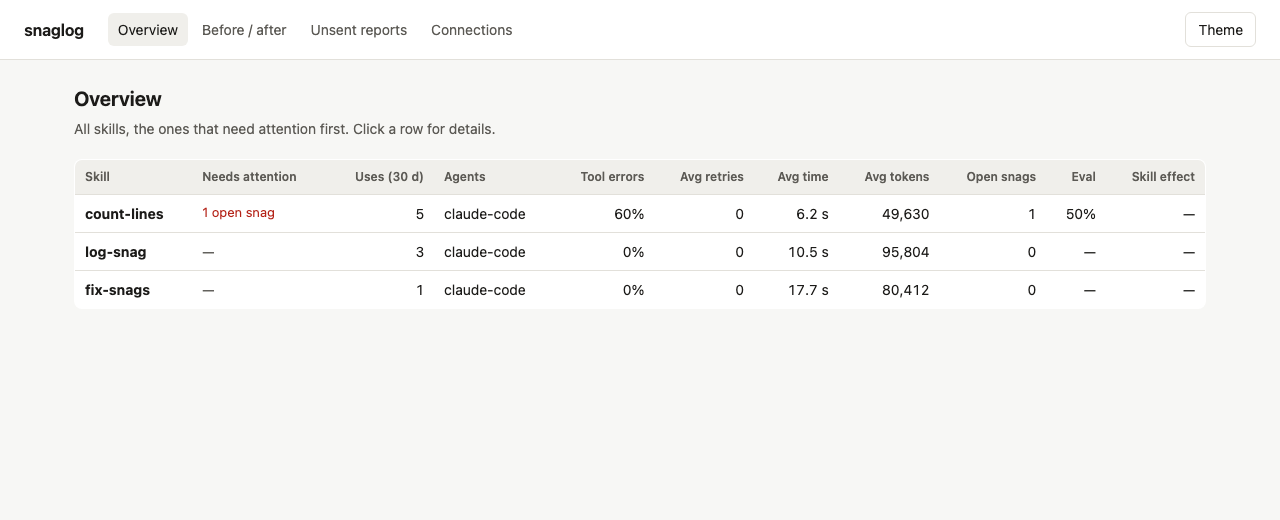 snaglog Overview Before / after Unsent reports Connections Theme
Overview
All skills, the ones that need attention first. Click a row for details.
Skill Needs attention Uses (30 d) Agents Tool errors Avg retries Avg time Avg tokens Open snags Eval Skill effect
count-lines 1 open snag 5 claude-code 60% 0 6.2 s 49,630 1 50% —
log-snag — 3 claude-code 0% 0 10.5 s 95,804 0 — —
fix-snags — 1 claude-code 0% 0 17.7 s 80,412 0 — —